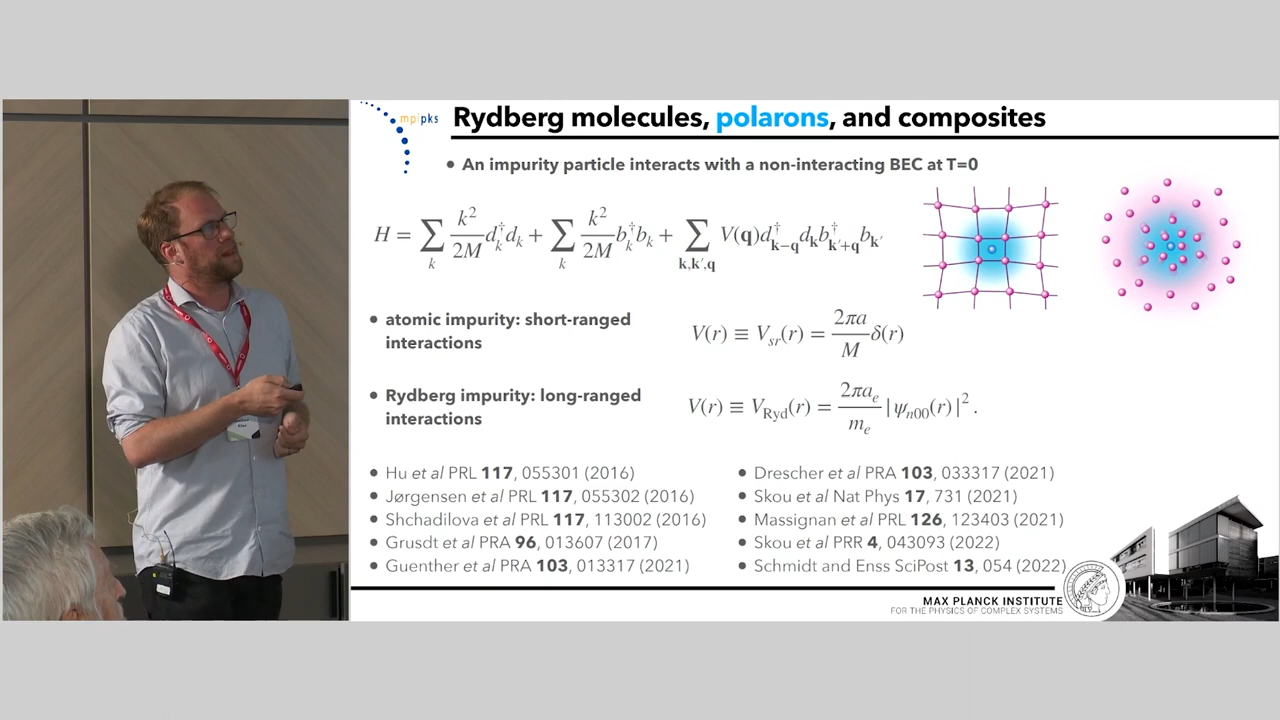 mpipks
Rydberg molecules, polarons, and composites
• An impurity particle interacts with a non-interacting BEC at T=0
H = ∑_k k²/2M d†_k d_k + ∑_k k²/2M b†_k b_k + ∑_{k,k′,q} V(q)d†_{k−q} d_k b†_{k′+q} b_{k′}
• atomic impurity: short-ranged
interactions
V(r) ≡ V_sr(r) = 2πa/M δ(r)
• Rydberg impurity: long-ranged
interactions
V(r) ≡ V_Ryd(r) = 2πa_e/m_e |ψ_n00(r)|² .
• Hu et al PRL 117, 055301 (2016)
• Jørgensen et al PRL 117, 055302 (2016)
• Shchadilova et al PRL 117, 113002 (2016)
• Grusdt et al PRA 96, 013607 (2017)
• Guenther et al PRA 103, 013317 (2021)
• Drescher et al PRA 103, 033317 (2021)
• Skou et al Nat Phys 17, 731 (2021)
• Massignan et al PRL 126, 123403 (2021)
• Skou et al PRR 4, 043093 (2022)
• Schmidt and Enss SciPost 13, 054 (2022)
MAX PLANCK INSTITUTE
FOR THE PHYSICS OF COMPLEX SYSTEMS